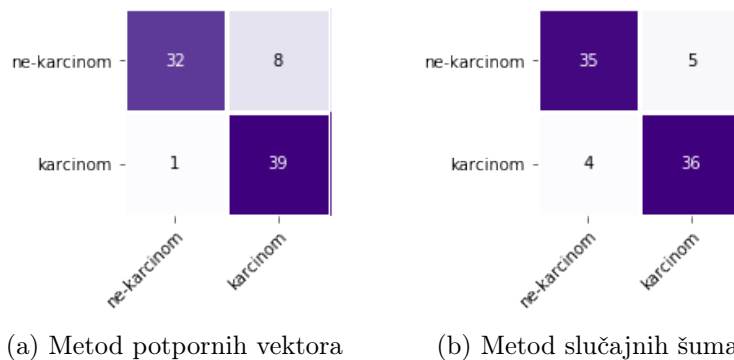 ne-karcinom 32 8
karcinom 1 39
ne-karcinom karcinom
(a) Metod potpornih vektora
ne-karcinom 35 5
karcinom 4 36
ne-karcinom karcinom
(b) Metod slučajnih šuma